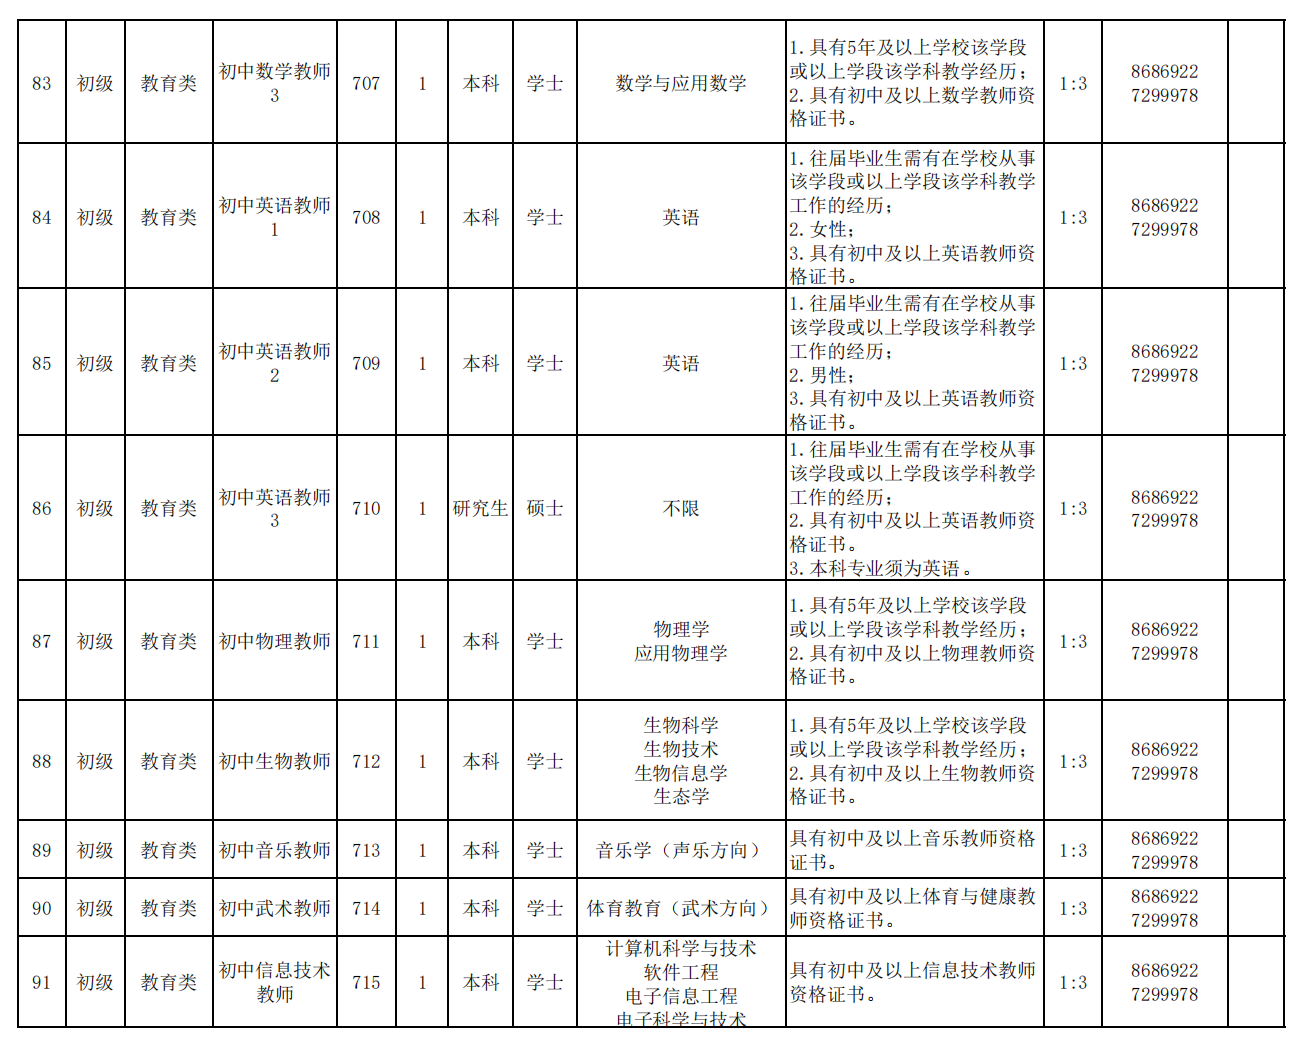 83 初级 教育类 初中数学教师3 707 1 本科 学士 数学与应用数学 1.具有5年及以上学校该学段或以上学段该学科教学经历；2.具有初中及以上数学教师资格证书。 1:3 8686922 7299978
84 初级 教育类 初中英语教师1 708 1 本科 学士 英语 1.往届毕业生需有在学校从事该学段或以上学段该学科教学工作的经历；2.女性；3.具有初中及以上英语教师资格证书。 1:3 8686922 7299978
85 初级 教育类 初中英语教师2 709 1 本科 学士 英语 1.往届毕业生需有在学校从事该学段或以上学段该学科教学工作的经历；2.男性；3.具有初中及以上英语教师资格证书。 1:3 8686922 7299978
86 初级 教育类 初中英语教师3 710 1 研究生 硕士 不限 1.往届毕业生需有在学校从事该学段或以上学段该学科教学工作的经历；2.具有初中及以上英语教师资格证书。3.本科专业须为英语。 1:3 8686922 7299978
87 初级 教育类 初中物理教师 711 1 本科 学士 物理学 应用物理学 1.具有5年及以上学校该学段或以上学段该学科教学经历；2.具有初中及以上物理教师资格证书。 1:3 8686922 7299978
88 初级 教育类 初中生物教师 712 1 本科 学士 生物科学 生物技术 生物信息学 生态学 1.具有5年及以上学校该学段或以上学段该学科教学经历；2.具有初中及以上生物教师资格证书。 1:3 8686922 7299978
89 初级 教育类 初中音乐教师 713 1 本科 学士 音乐学（声乐方向） 具有初中及以上音乐教师资格证书。 1:3 8686922 7299978
90 初级 教育类 初中武术教师 714 1 本科 学士 体育教育（武术方向） 具有初中及以上体育与健康教师资格证书。 1:3 8686922 7299978
91 初级 教育类 初中信息技术教师 715 1 本科 学士 计算机科学与技术 软件工程 电子信息工程 电子科学与技术 具有初中及以上信息技术教师资格证书。 1:3 8686922 7299978